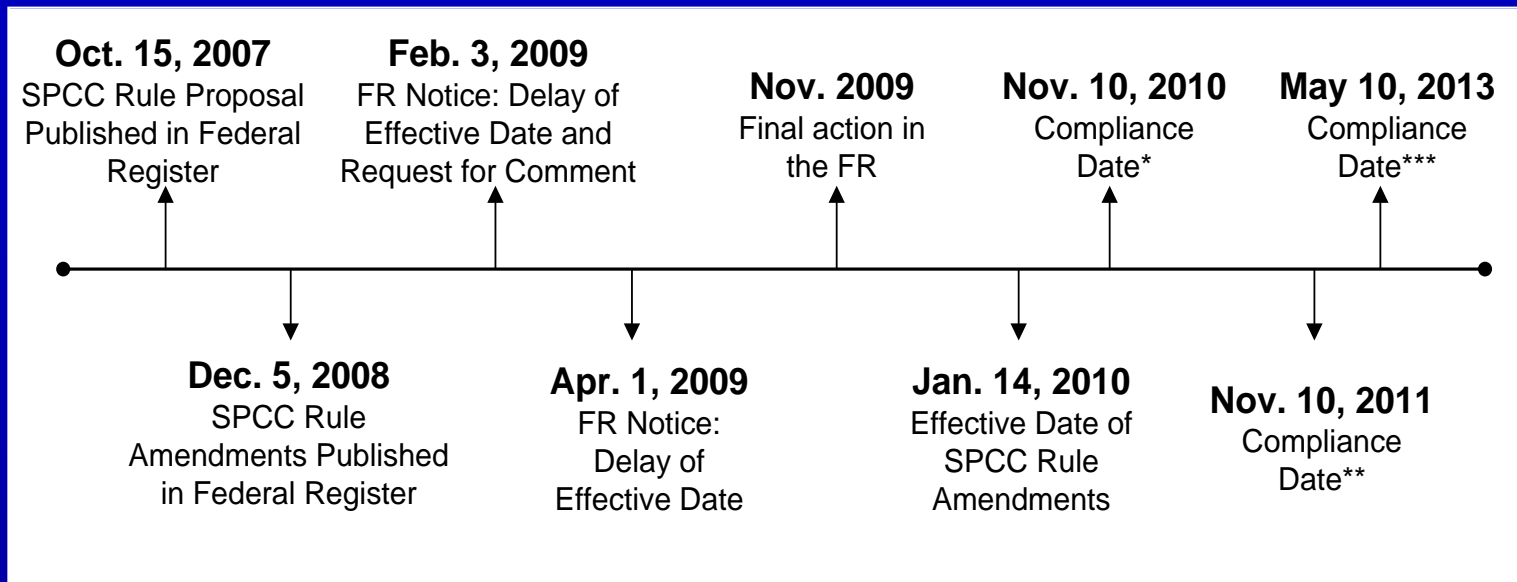 Oct. 15, 2007
SPCC Rule Proposal
Published in Federal
Register
Feb. 3, 2009
FR Notice: Delay of
Effective Date and
Request for Comment
Nov. 2009
Final action in
the FR
Nov. 10, 2010
Compliance
Date*
May 10, 2013
Compliance
Date***
Dec. 5, 2008
SPCC Rule
Amendments Published
in Federal Register
Apr. 1, 2009
FR Notice:
Delay of
Effective Date
Jan. 14, 2010
Effective Date of
SPCC Rule
Amendments
Nov. 10, 2011
Compliance
Date**